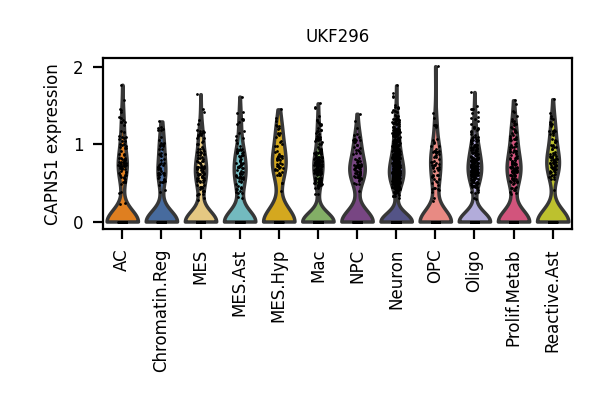 UKF296
CAPNS1 expression
2
1
0
AC
Chromatin.Reg
MES
MES.Ast
MES.Hyp
Mac
NPC
Neuron
OPC
Oligo
Prolif.Metab
Reactive.Ast